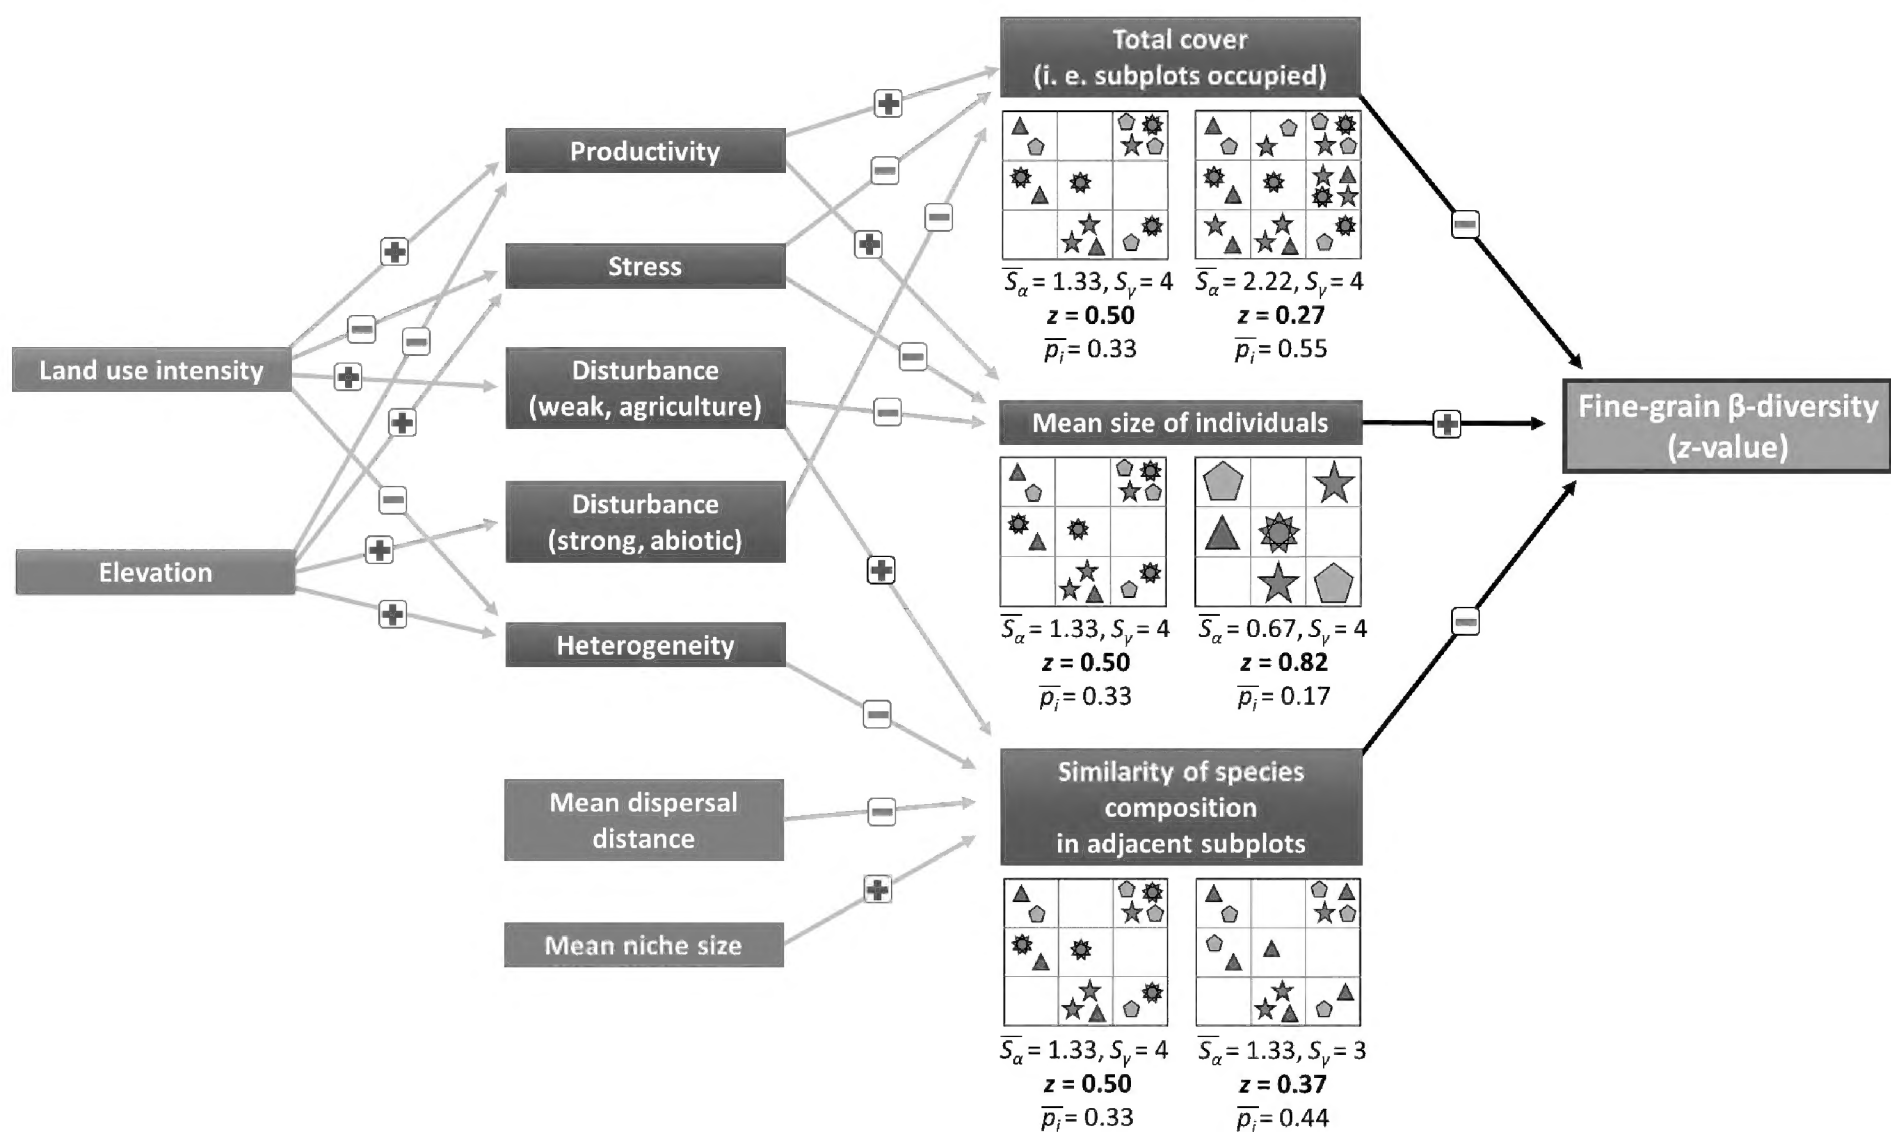 Land use intensity
Elevation
Productivity
Stress
Disturbance
(weak, agriculture)
Disturbance
(strong, abiotic)
Heterogeneity
Mean dispersal
distance
Mean niche size
Total cover
(i. e. subplots occupied)
S̅α = 1.33, Sγ = 4
z = 0.50
p̅i = 0.33
S̅α = 2.22, Sγ = 4
z = 0.27
p̅i = 0.55
Mean size of individuals
S̅α = 1.33, Sγ = 4
z = 0.50
p̅i = 0.33
S̅α = 0.67, Sγ = 4
z = 0.82
p̅i = 0.17
Similarity of species
composition
in adjacent subplots
S̅α = 1.33, Sγ = 4
z = 0.50
p̅i = 0.33
S̅α = 1.33, Sγ = 3
z = 0.37
p̅i = 0.44
Fine-grain β-diversity
(z-value)